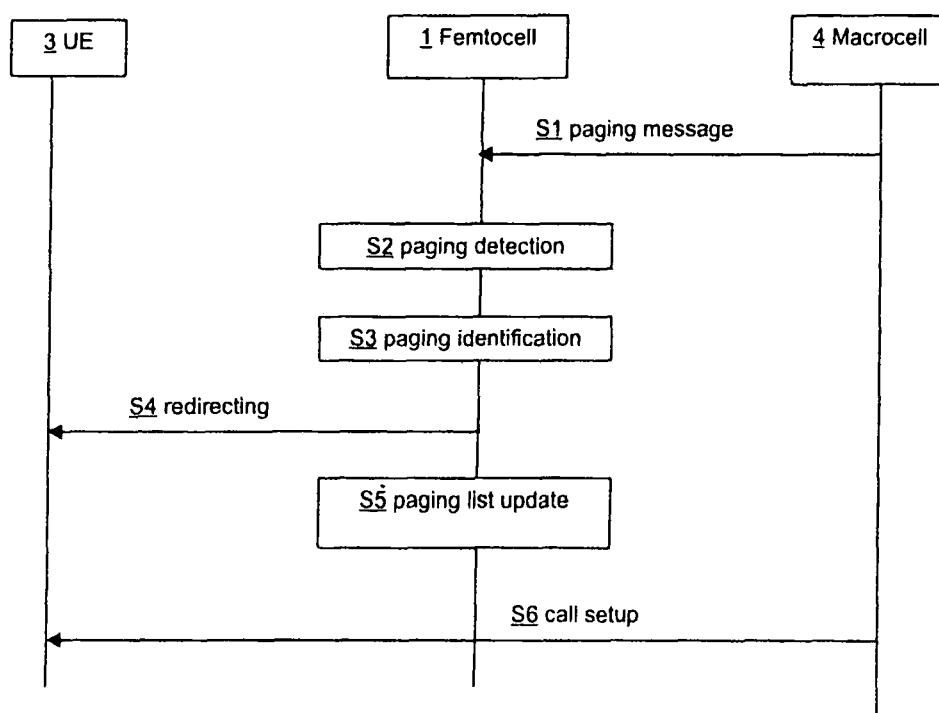 3 UE
1 Femtocell
4 Macrocell
S1 paging message
S2 paging detection
S3 paging identification
S4 redirecting
S5 paging list update
S6 call setup